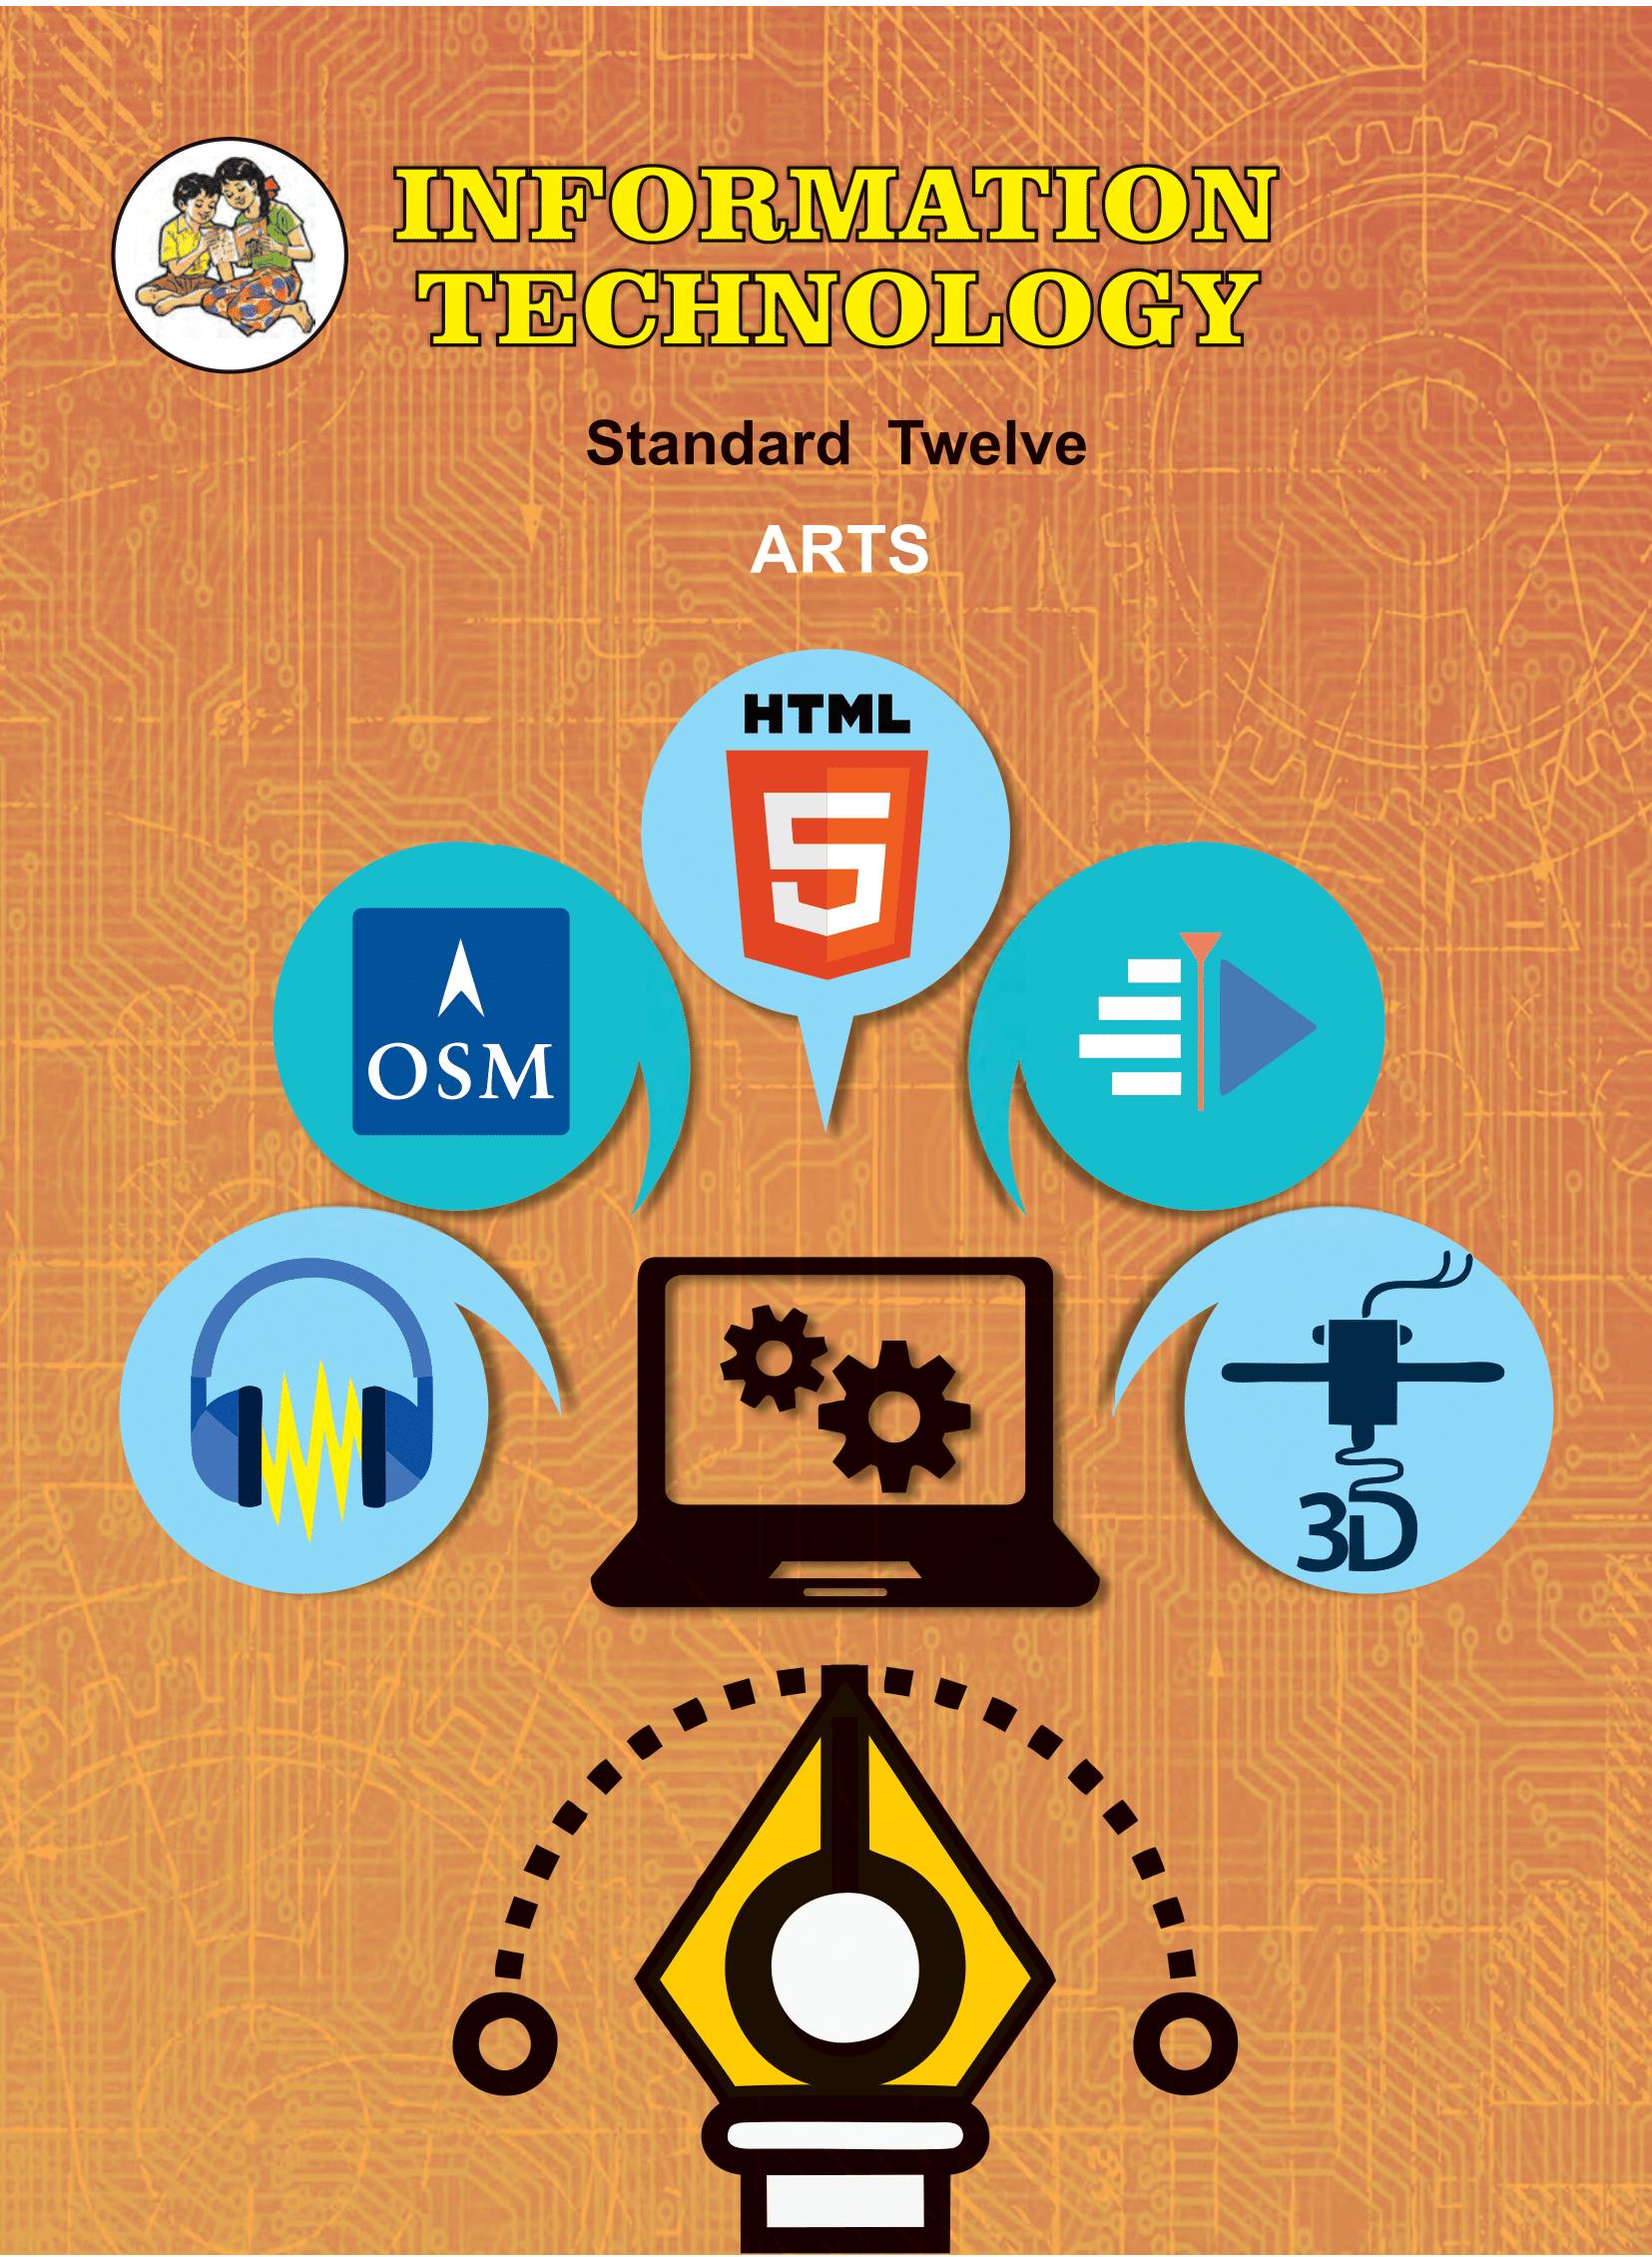 INFORMATION
TECHNOLOGY
Standard Twelve
ARTS
HTML
5
OSM
3D